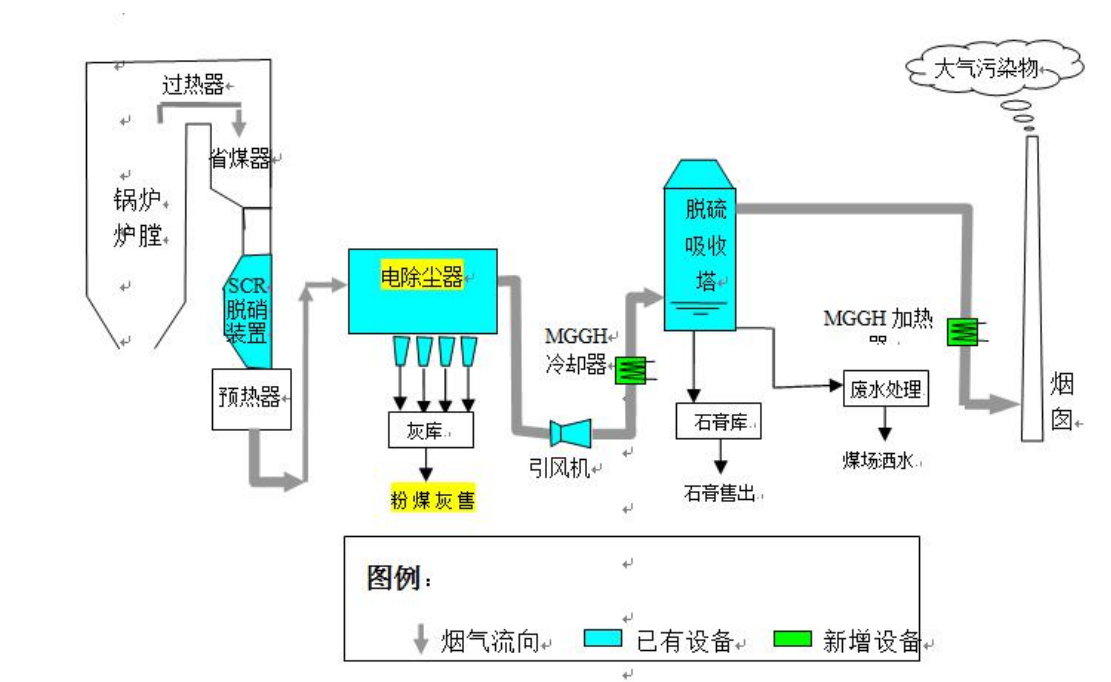 过热器
省煤器
锅炉
炉膛
SCR
脱硝
装置
预热器
电除尘器
灰库
粉煤灰售
引风机
MGGH
冷却器
脱硫
吸收
塔
石膏库
石膏售出
废水处理
煤场洒水
MGGH 加热
大气污染物
烟
囱
图例：
烟气流向
已有设备
新增设备